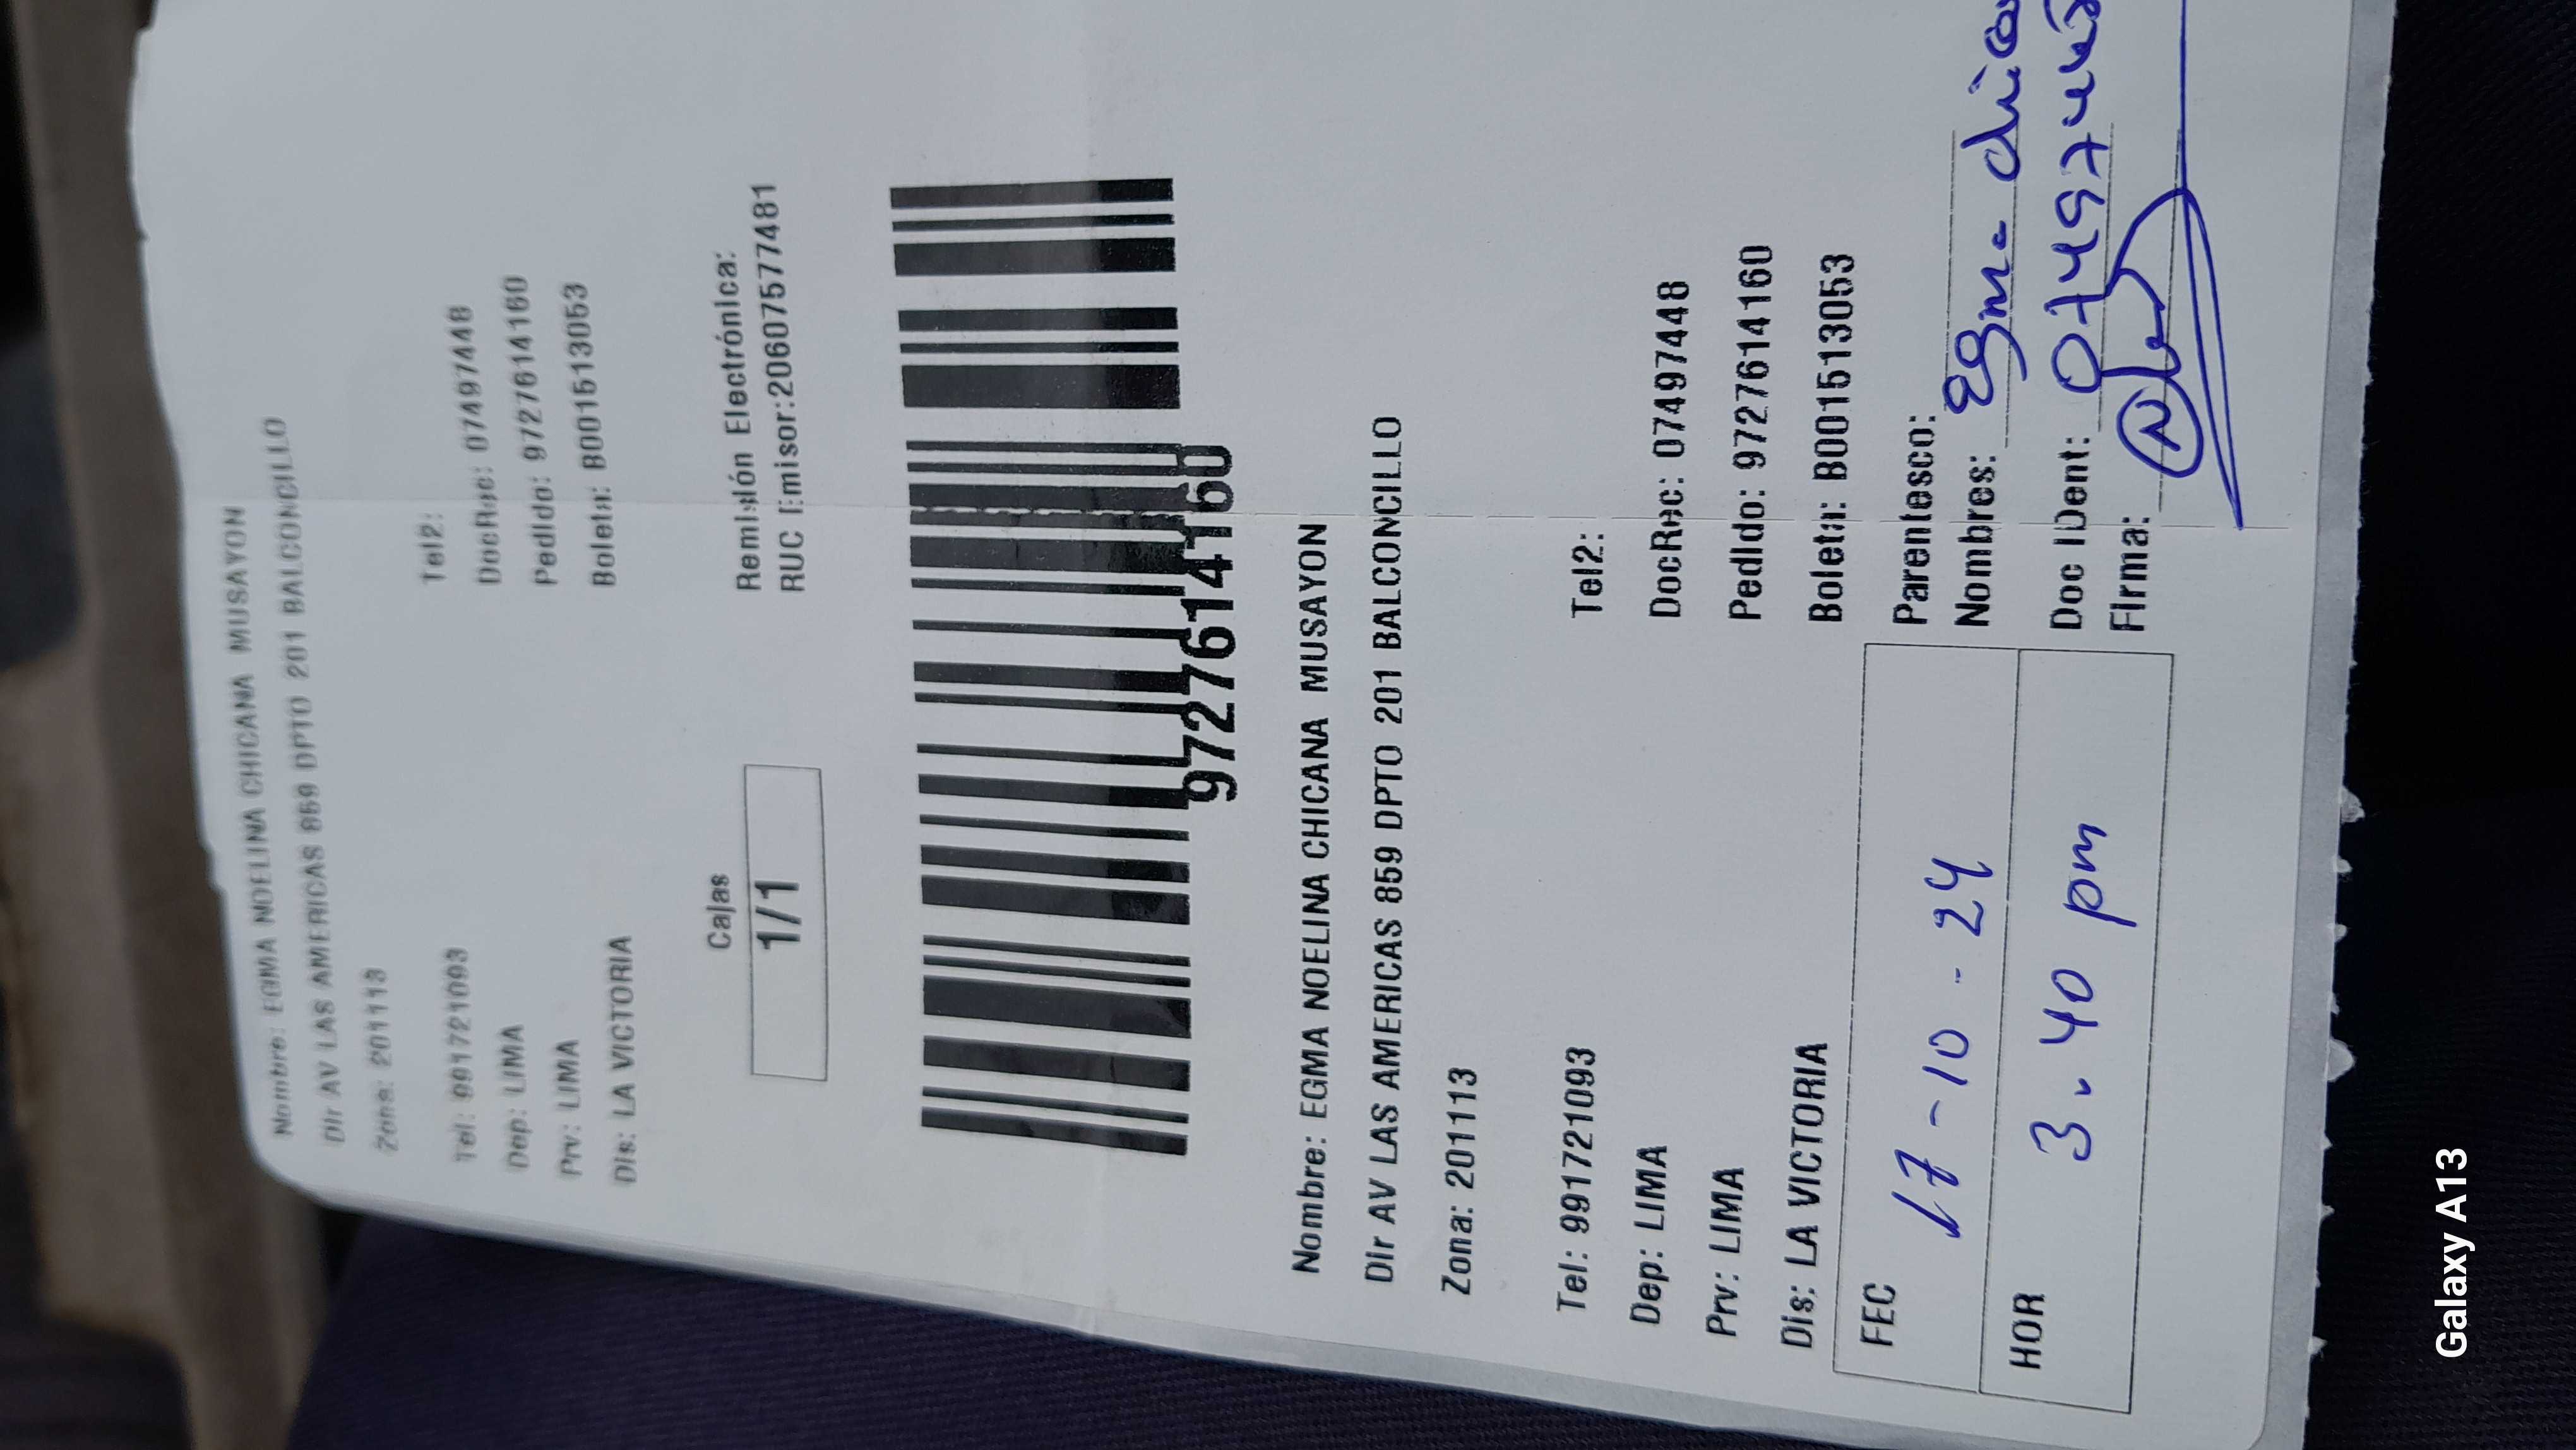 Nombre: EGMA NOELINA CHICANA MUSAYON
Dir AV LAS AMERICAS 859 DPTO 201 BALCONCILLO
Zona: 201113
Tel: 991721093 Tel2:
Dep: LIMA DocRec: 07497448
Prv: LIMA Pedido: 9727614160
Dis: LA VICTORIA Boleta: B001513053
Cajas
1/1
Remisión Electrónica:
RUC Emisor:20607577481
9727614160
Nombre: EGMA NOELINA CHICANA MUSAYON
Dir AV LAS AMERICAS 859 DPTO 201 BALCONCILLO
Zona: 201113
Tel: 991721093 Tel2:
Dep: LIMA DocRec: 07497448
Prv: LIMA Pedido: 9727614160
Dis: LA VICTORIA Boleta: B001513053
FEC 17-10-24
HOR 3.40 pm
Parentesco:
Nombres: Egma
Doc IDent:
Firma:
Galaxy A13